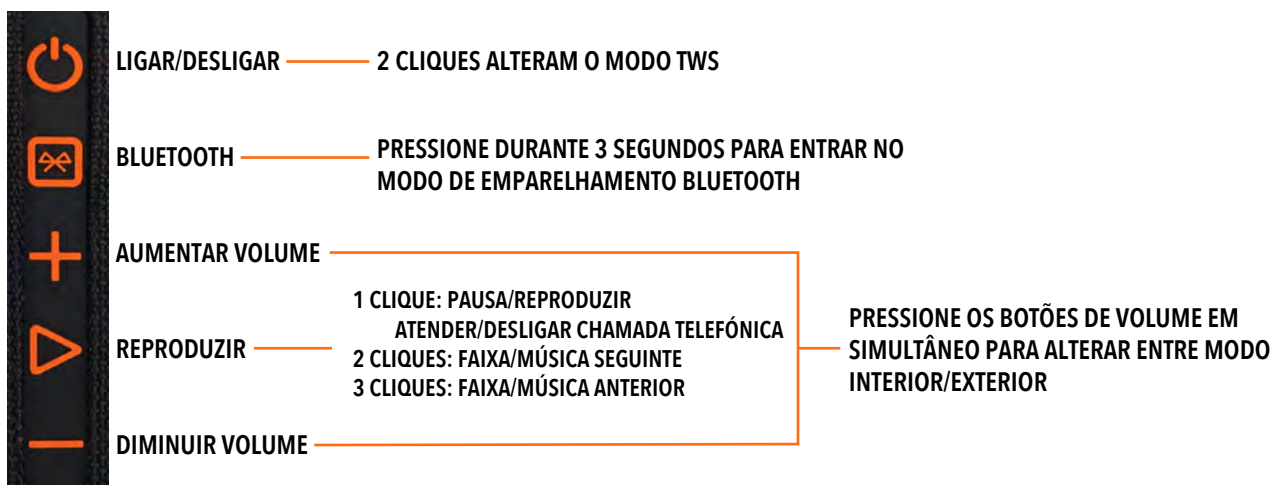 LIGAR/DESLIGAR
2 CLIQUES ALTERAM O MODO TWS
BLUETOOTH
PRESSIONE DURANTE 3 SEGUNDOS PARA ENTRAR NO
MODO DE EMPARELHAMENTO BLUETOOTH
AUMENTAR VOLUME
REPRODUZIR
1 CLIQUE: PAUSA/REPRODUZIR
ATENDER/DESLIGAR CHAMADA TELEFÓNICA
2 CLIQUES: FAIXA/MÚSICA SEGUINTE
3 CLIQUES: FAIXA/MÚSICA ANTERIOR
DIMINUIR VOLUME
PRESSIONE OS BOTÕES DE VOLUME EM
SIMULTÂNEO PARA ALTERAR ENTRE MODO
INTERIOR/EXTERIOR